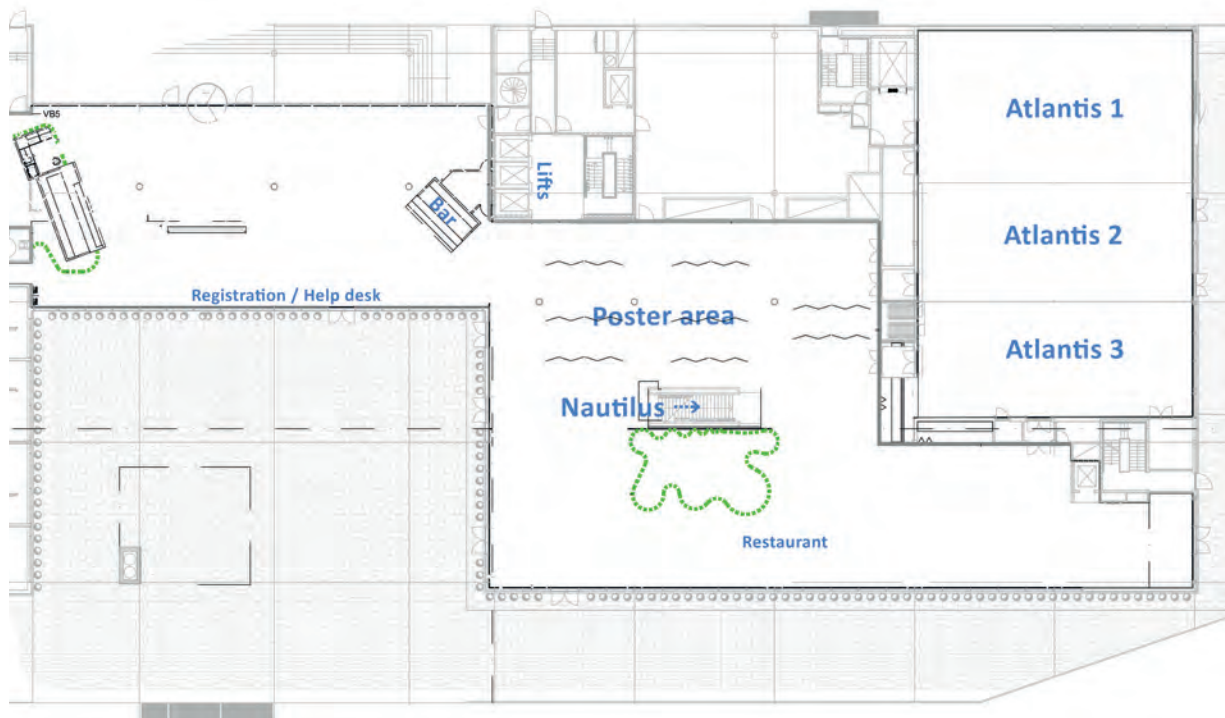 VB5
Atlantis 1
Lifts
Bar
Atlantis 2
Registration / Help desk
Poster area
Atlantis 3
Nautilus
Restaurant